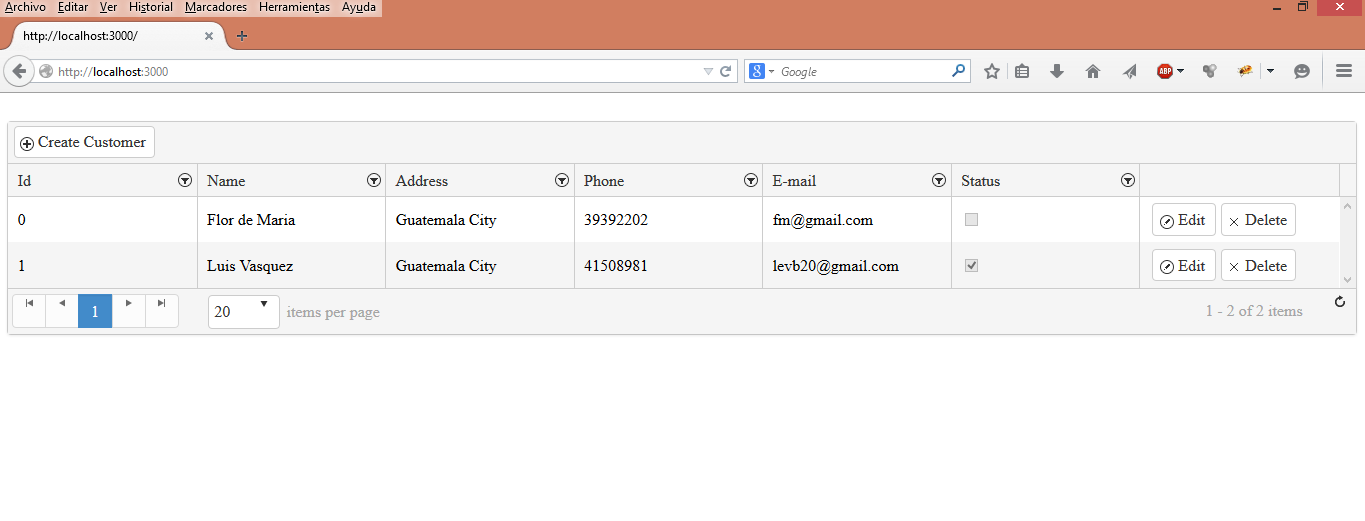 Archivo Editar Ver Historial Marcadores Herramientas Ayuda
http://localhost:3000/
http://localhost:3000 Google ABP
Create Customer
Id Name Address Phone E-mail Status
0 Flor de Maria Guatemala City 39392202 fm@gmail.com Edit Delete
1 Luis Vasquez Guatemala City 41508981 levb20@gmail.com Edit Delete
1 20 items per page 1 - 2 of 2 items